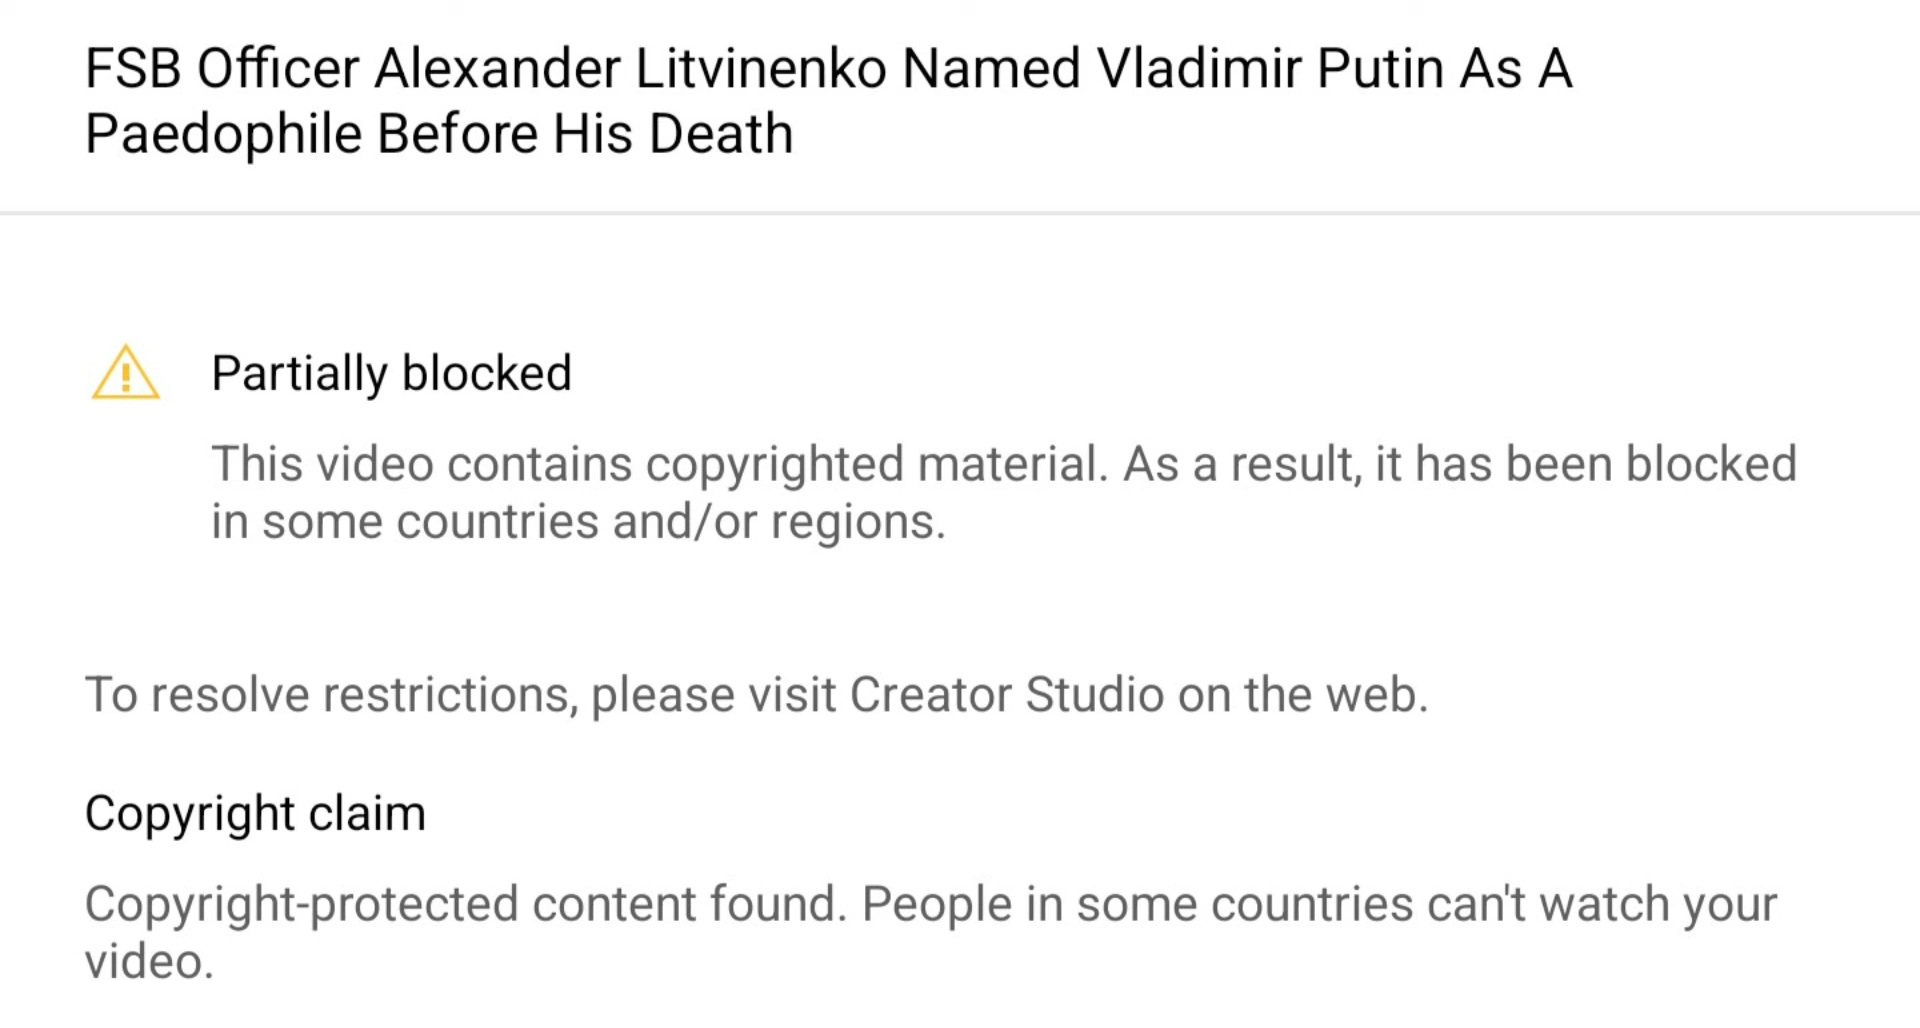 FSB Officer Alexander Litvinenko Named Vladimir Putin As A
Paedophile Before His Death
Partially blocked
This video contains copyrighted material. As a result, it has been blocked
in some countries and/or regions.
To resolve restrictions, please visit Creator Studio on the web.
Copyright claim
Copyright-protected content found. People in some countries can't watch your
video.